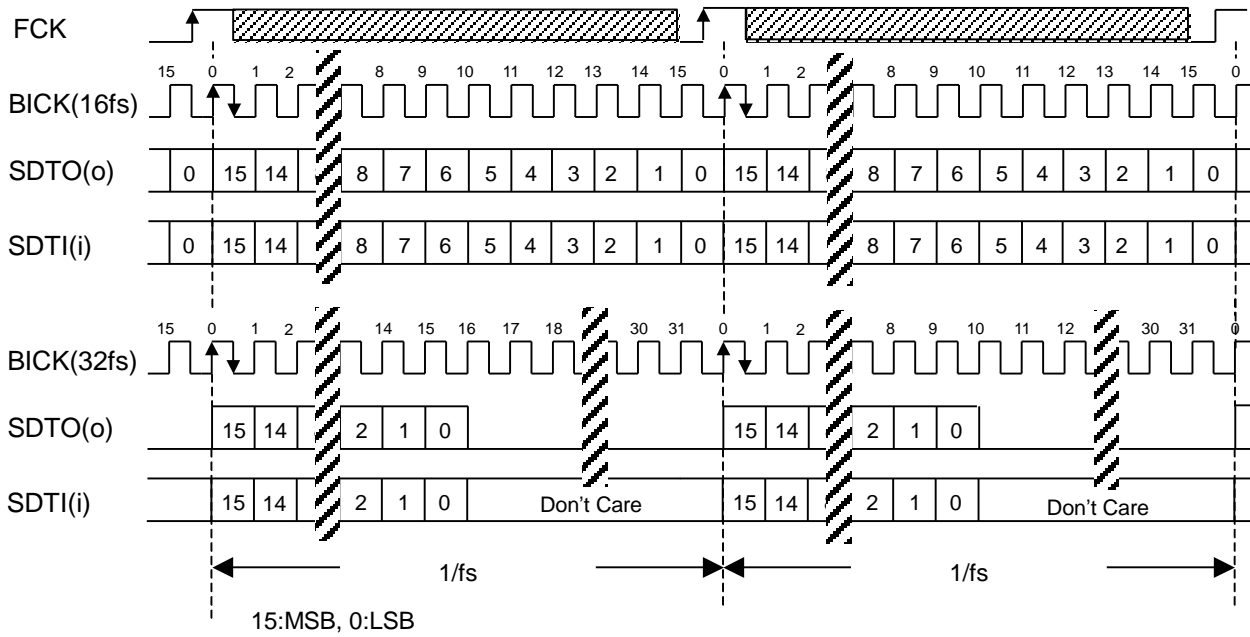 FCK
15 0 1 2 8 9 10 11 12 13 14 15 0 1 2 8 9 10 11 12 13 14 15 0
BICK(16fs)
SDTO(o) 0 15 14 8 7 6 5 4 3 2 1 0 15 14 8 7 6 5 4 3 2 1 0
SDTI(i) 0 15 14 8 7 6 5 4 3 2 1 0 15 14 8 7 6 5 4 3 2 1 0
15 0 1 2 14 15 16 17 18 30 31 0 1 2 8 9 10 11 12 30 31 0
BICK(32fs)
SDTO(o) 15 14 2 1 0 15 14 2 1 0
SDTI(i) 15 14 2 1 0 Don't Care 15 14 2 1 0 Don't Care
1/fs 1/fs
15:MSB, 0:LSB